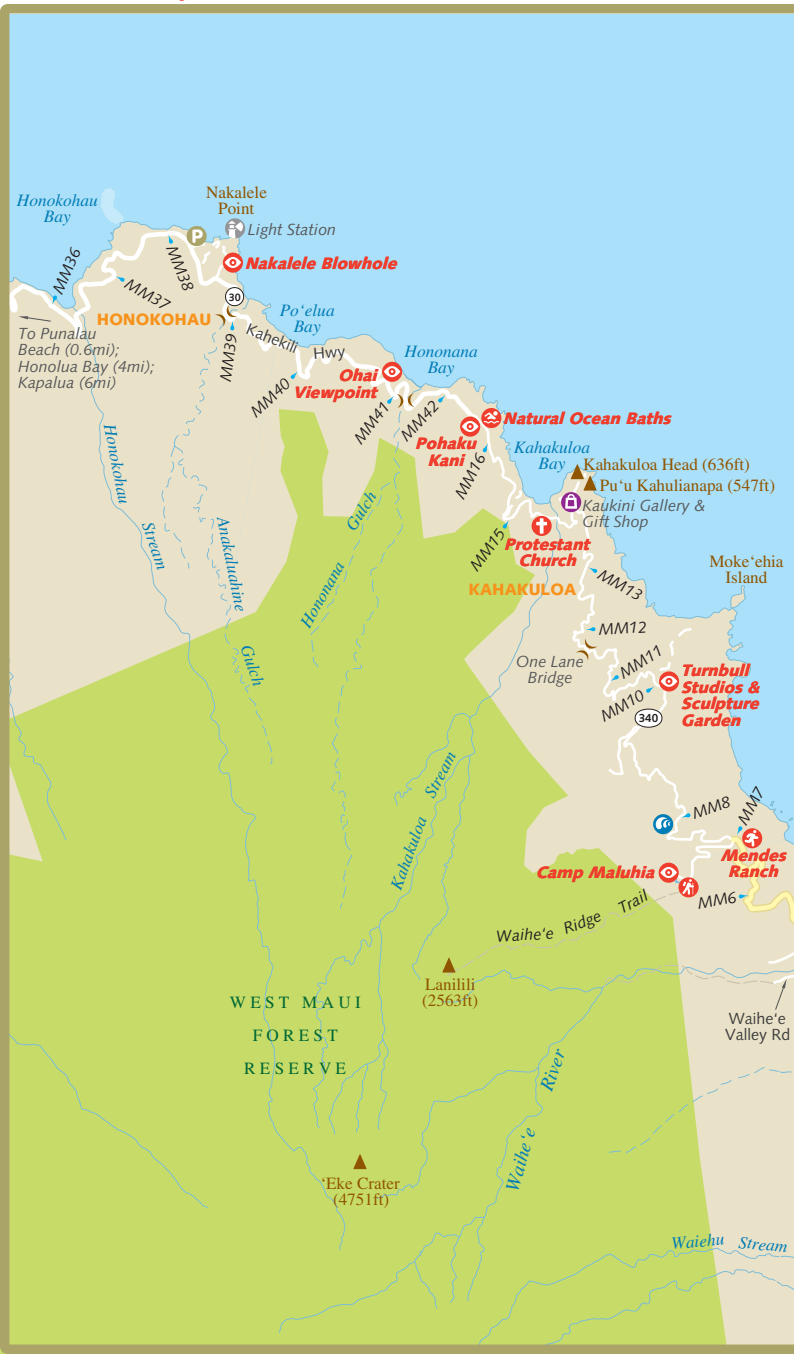 Nakalele
Point
Honokohau
Bay
P
Light Station
MM36
Nakalele Blowhole
MM38
MM37
30
HONOKOHAU
Po‘elua
Bay
To Punalau
Beach (0.6mi);
Honolua Bay (4mi);
Kapalua (6mi)
MM39
Kahekili Hwy
Hononana
Bay
Ohai
Viewpoint
MM40
MM41
MM42
Natural Ocean Baths
Pohaku
Kani
Kahakuloa
Bay
MM16
Kahakuloa Head (636ft)
Pu‘u Kahulianapa (547ft)
Kaukini Gallery &
Gift Shop
Honokohau Stream
Anakaluahine Gulch
Hononana Gulch
MM15
Protestant
Church
Moke‘ehia
Island
MM13
KAHAKULOA
MM12
One Lane
Bridge
MM11
MM10
Turnbull
Studios &
Sculpture
Garden
340
Kahakuloa Stream
MM8
MM7
Mendes
Ranch
Camp Maluhia
MM6
Waihe‘e Ridge Trail
Lanilili
(2563ft)
WEST MAUI
FOREST
RESERVE
Waihe‘e
Valley Rd
Waihe‘e River
‘Eke Crater
(4751ft)
Waiehu Stream